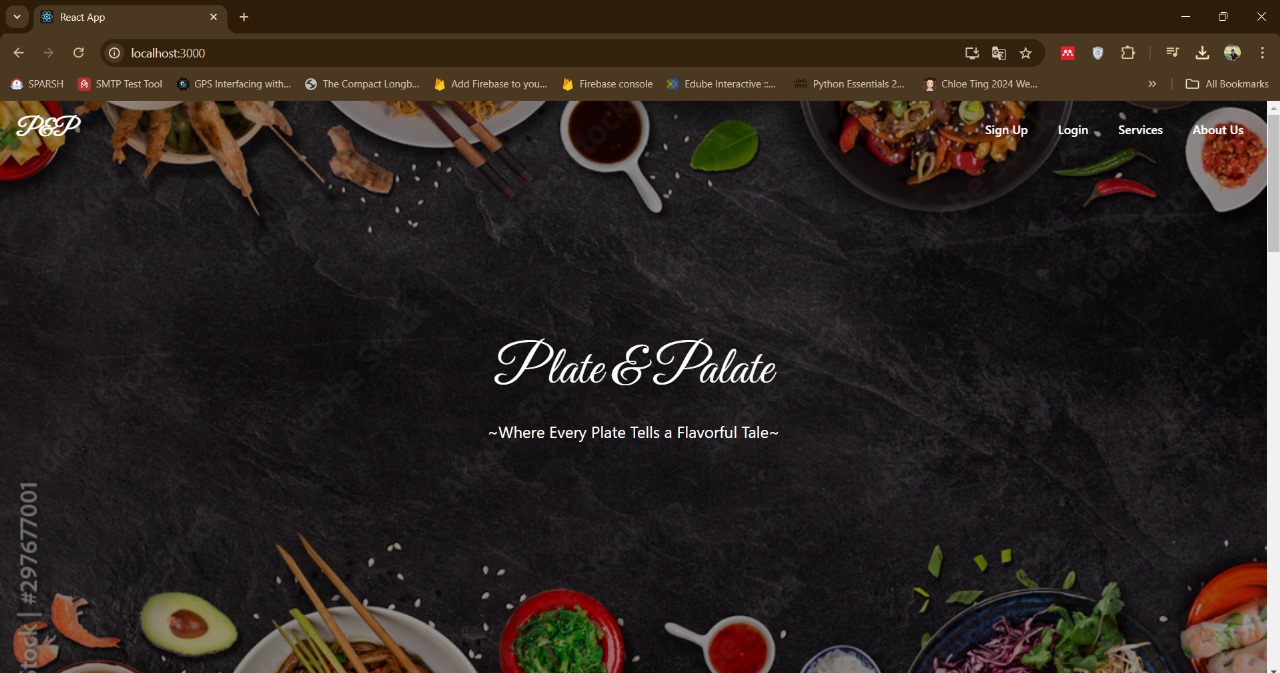 React App
localhost:3000
SPARSH
SMTP Test Tool
GPS Interfacing with...
The Compact Longb...
Add Firebase to you...
Firebase console
Edube Interactive ::...
Python Essentials 2...
Chloe Ting 2024 We...
»
All Bookmarks
P&P
Sign Up
Login
Services
About Us
Plate & Palate
~Where Every Plate Tells a Flavorful Tale~
tock | #297677001